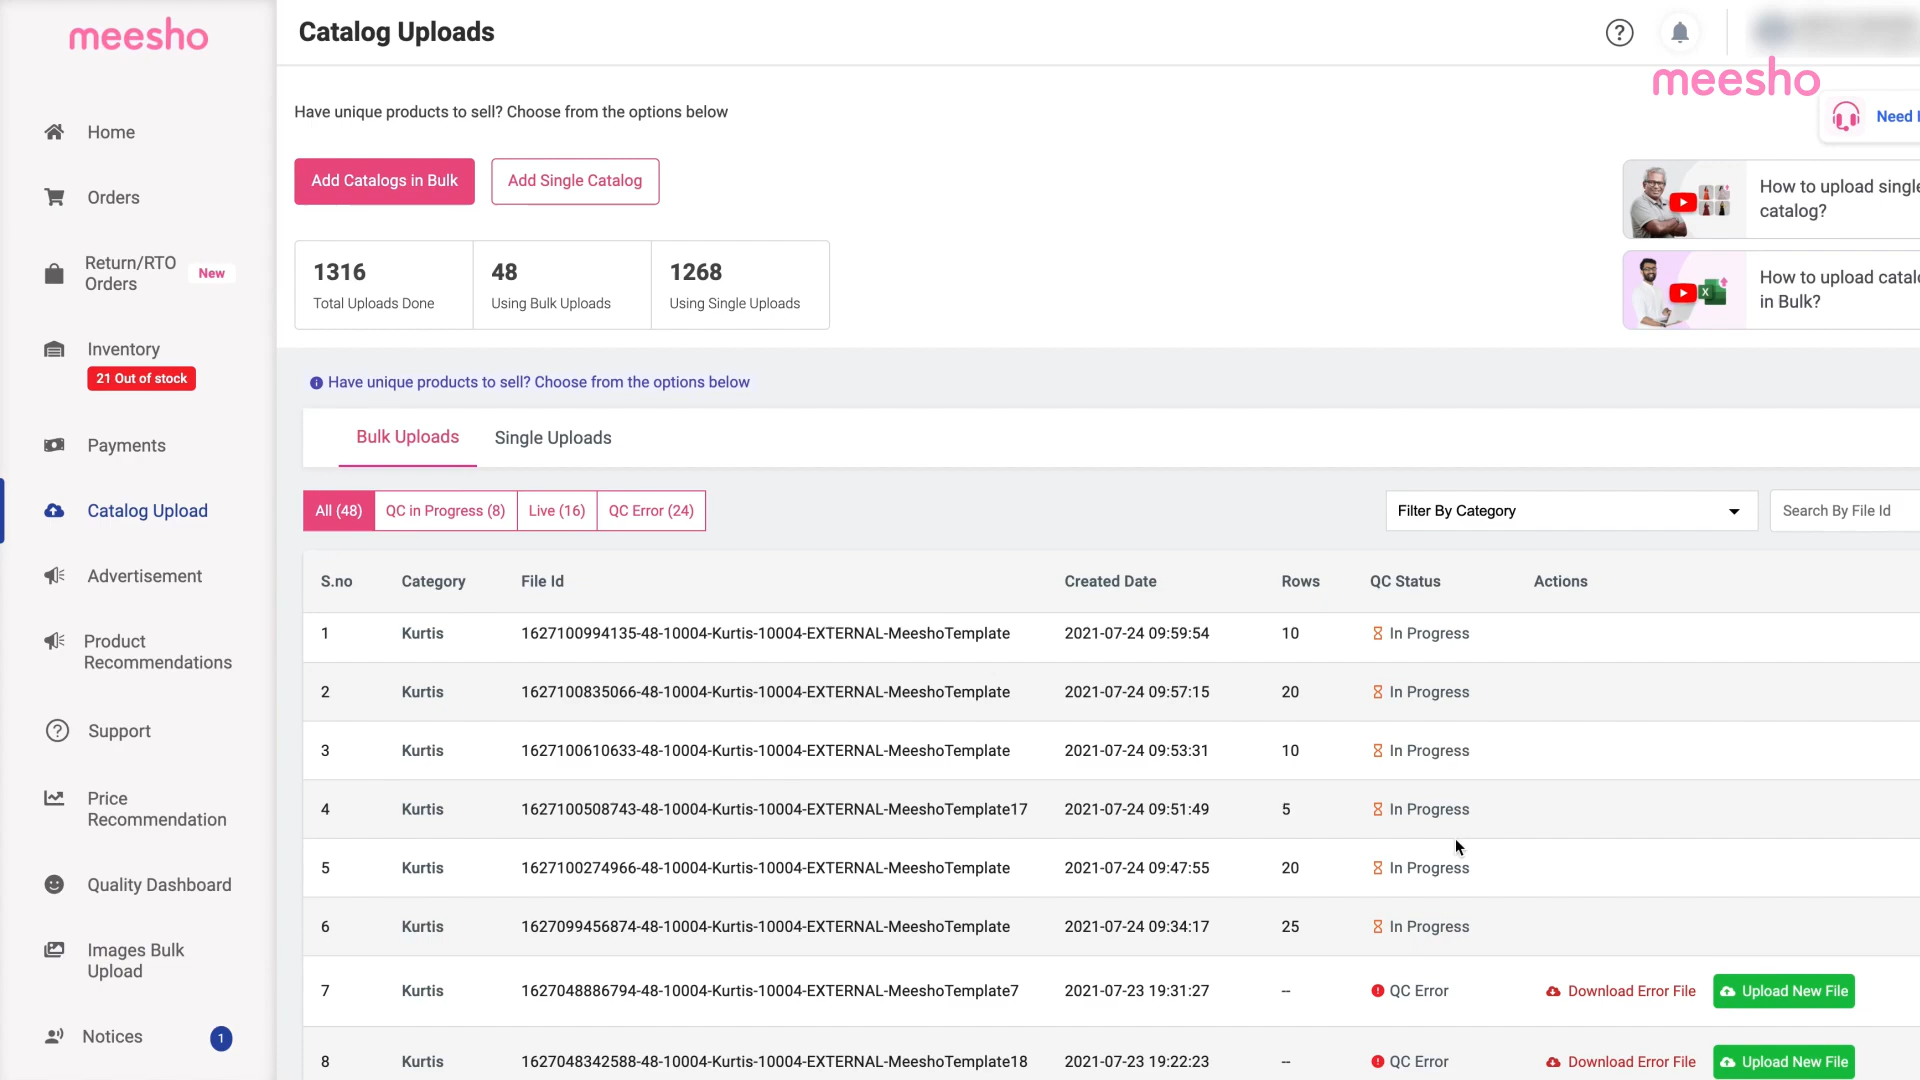 meesho
Catalog Uploads
meesho
Need
Home
Orders
Return/RTO
Orders
New
Inventory
21 Out of stock
Payments
Catalog Upload
Advertisement
Product
Recommendations
Support
Price
Recommendation
Quality Dashboard
Images Bulk
Upload
Notices
1
Have unique products to sell? Choose from the options below
Add Catalogs in Bulk
Add Single Catalog
How to upload single
catalog?
How to upload catal
in Bulk?
1316
Total Uploads Done
48
Using Bulk Uploads
1268
Using Single Uploads
Have unique products to sell? Choose from the options below
Bulk Uploads Single Uploads
All (48) QC in Progress (8) Live (16) QC Error (24)
Filter By Category
Search By File Id
S.no Category File Id Created Date Rows QC Status Actions
1 Kurtis 1627100994135-48-10004-Kurtis-10004-EXTERNAL-MeeshoTemplate 2021-07-24 09:59:54 10 In Progress
2 Kurtis 1627100835066-48-10004-Kurtis-10004-EXTERNAL-MeeshoTemplate 2021-07-24 09:57:15 20 In Progress
3 Kurtis 1627100610633-48-10004-Kurtis-10004-EXTERNAL-MeeshoTemplate 2021-07-24 09:53:31 10 In Progress
4 Kurtis 1627100508743-48-10004-Kurtis-10004-EXTERNAL-MeeshoTemplate17 2021-07-24 09:51:49 5 In Progress
5 Kurtis 1627100274966-48-10004-Kurtis-10004-EXTERNAL-MeeshoTemplate 2021-07-24 09:47:55 20 In Progress
6 Kurtis 1627099456874-48-10004-Kurtis-10004-EXTERNAL-MeeshoTemplate 2021-07-24 09:34:17 25 In Progress
7 Kurtis 1627048886794-48-10004-Kurtis-10004-EXTERNAL-MeeshoTemplate7 2021-07-23 19:31:27 -- QC Error Download Error File Upload New File
8 Kurtis 1627048342588-48-10004-Kurtis-10004-EXTERNAL-MeeshoTemplate18 2021-07-23 19:22:23 -- QC Error Download Error File Upload New File